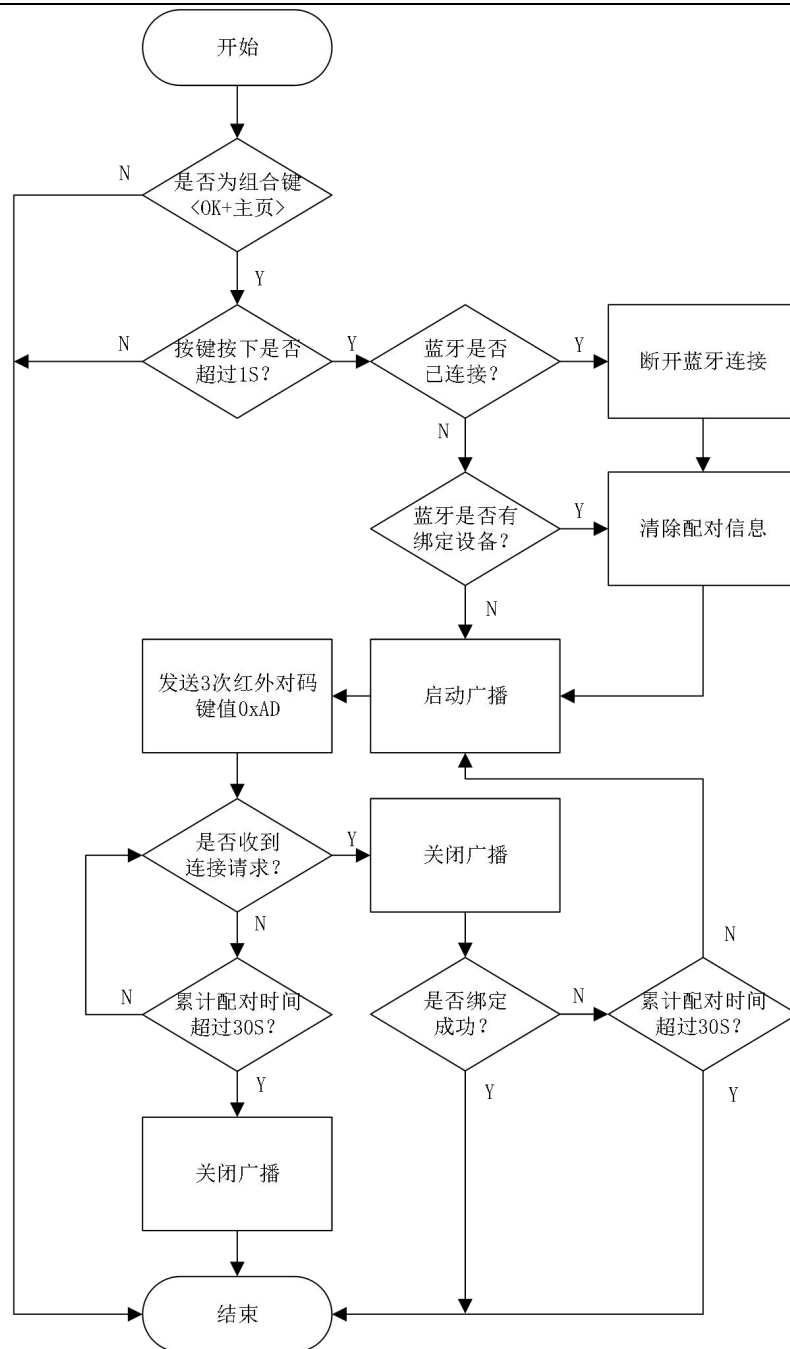 开始
N
是否为组合键
<OK+主页>
Y
N
按键按下是否
超过1S？
Y
蓝牙是否
已连接？
Y
断开蓝牙连接
N
蓝牙是否有
绑定设备？
Y
清除配对信息
N
发送3次红外对码
键值0xAD
启动广播
是否收到
连接请求？
Y
关闭广播
N
N
N
累计配对时间
超过30S？
是否绑定
成功？
N
累计配对时间
超过30S？
Y
Y
Y
关闭广播
结束